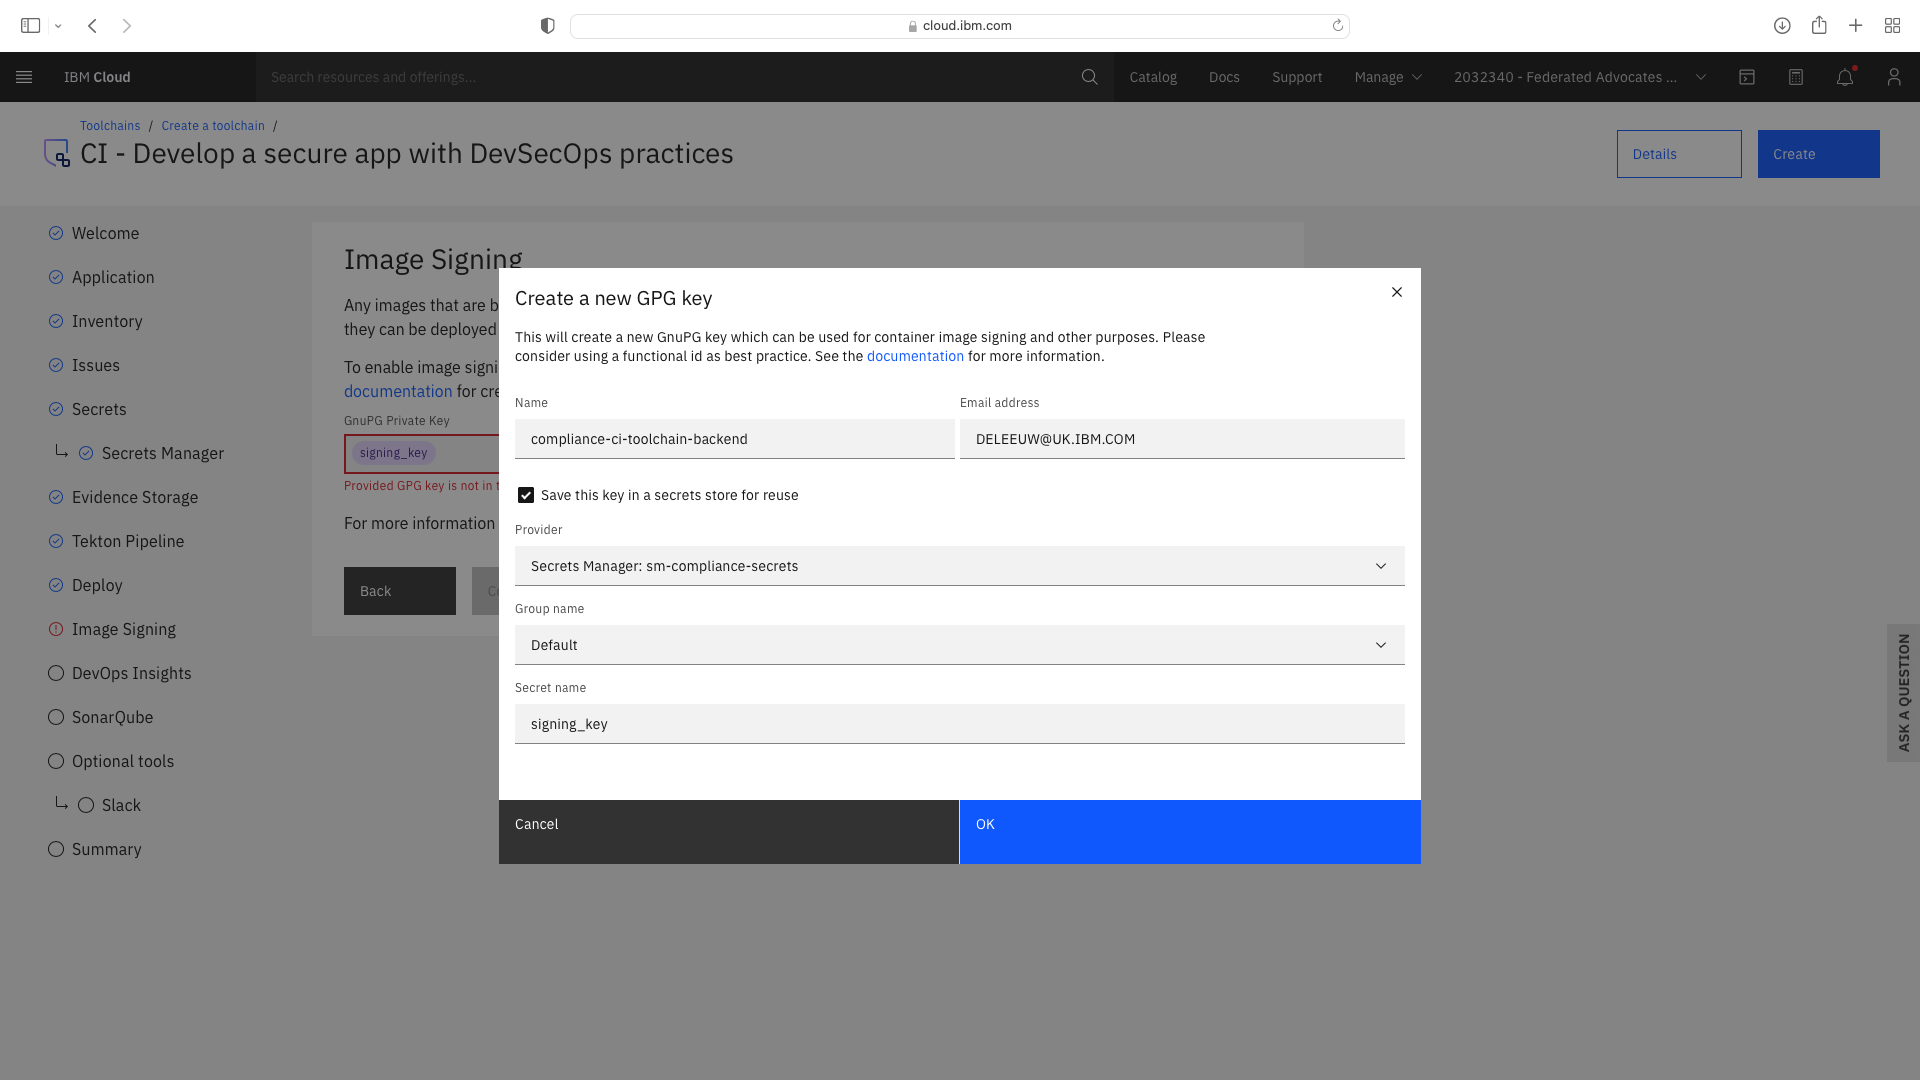 cloud.ibm.com
IBM Cloud
Search resources and offerings...
Catalog
Docs
Support
Manage
2032340 - Federated Advocates ...
Toolchains / Create a toolchain /
CI - Develop a secure app with DevSecOps practices
Details
Create
Welcome
Application
Inventory
Issues
Secrets
Secrets Manager
Evidence Storage
Tekton Pipeline
Deploy
Image Signing
DevOps Insights
SonarQube
Optional tools
Slack
Summary
Image Signing
Any images that are b
they can be deployed
To enable image signi
documentation for cre
GnuPG Private Key
signing_key
Provided GPG key is not in t
For more information
Back
Create a new GPG key
This will create a new GnuPG key which can be used for container image signing and other purposes. Please
consider using a functional id as best practice. See the documentation for more information.
Name
Email address
compliance-ci-toolchain-backend
DELEEUW@UK.IBM.COM
Save this key in a secrets store for reuse
Provider
Secrets Manager: sm-compliance-secrets
Group name
Default
Secret name
signing_key
Cancel
OK
ASK A QUESTION